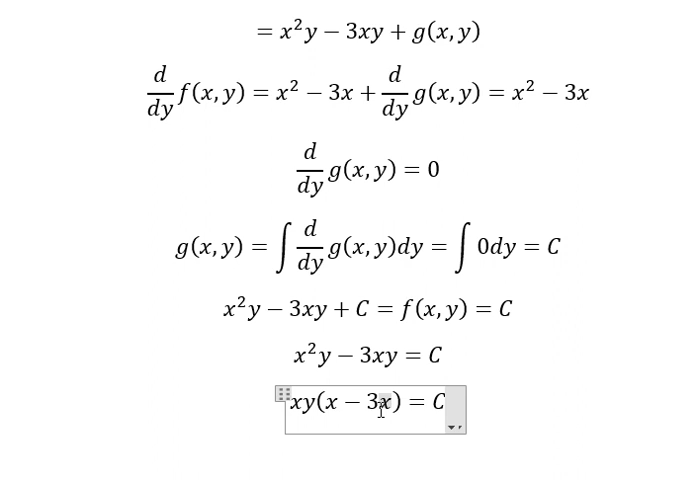 = x²y − 3xy + g(x, y)
d/dy f(x, y) = x² − 3x + d/dy g(x, y) = x² − 3x
d/dy g(x, y) = 0
g(x, y) = ∫ d/dy g(x, y)dy = ∫ 0dy = C
x²y − 3xy + C = f(x, y) = C
x²y − 3xy = C
xy(x − 3x) = C